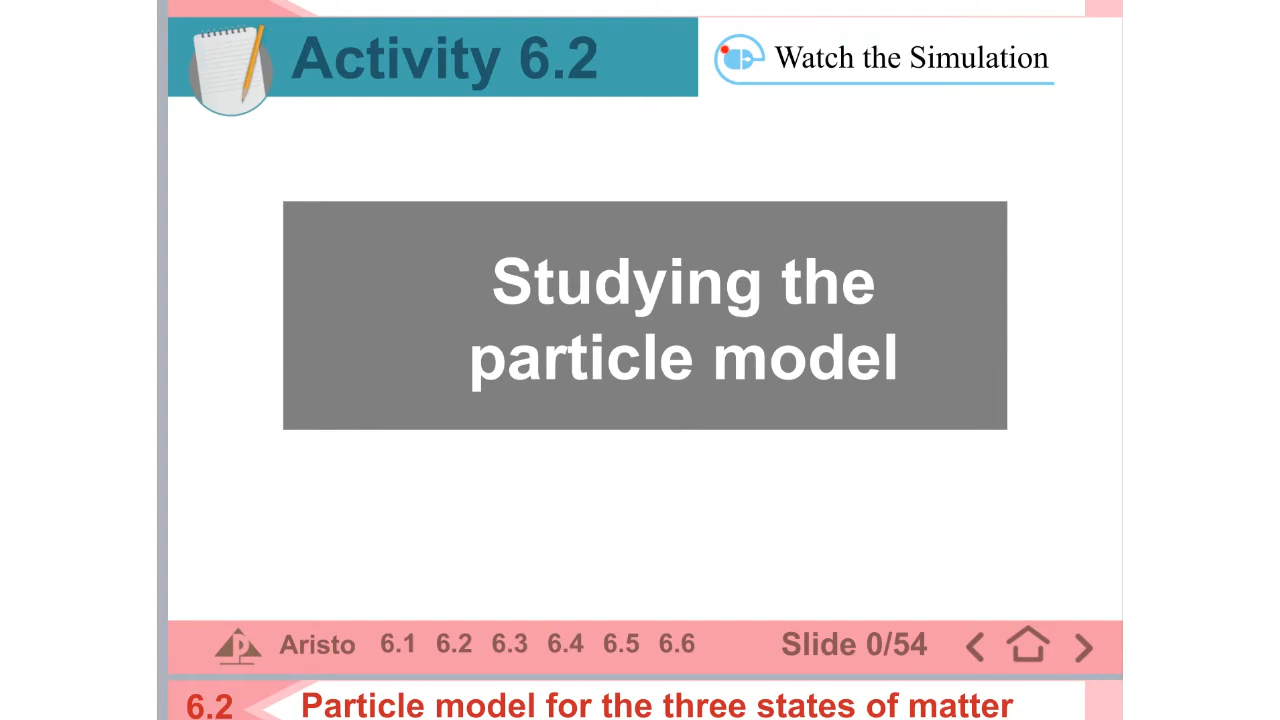 Activity 6.2
Watch the Simulation
Studying the
particle model
P
Aristo 6.1 6.2 6.3 6.4 6.5 6.6 Slide 0/54
6.2 Particle model for the three states of matter